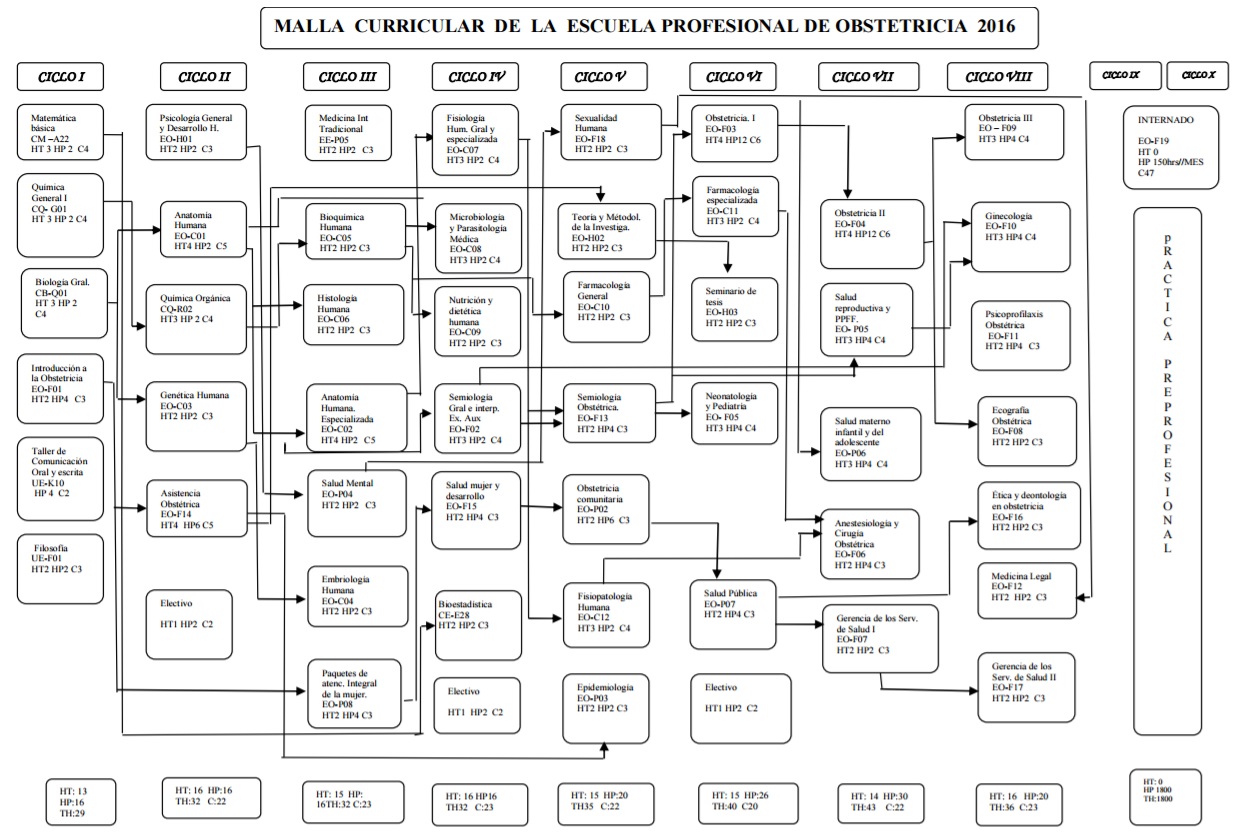 MALLA CURRICULAR DE LA ESCUELA PROFESIONAL DE OBSTETRICIA 2016
CICLO I
CICLO II
CICLO III
CICLO IV
CICLO V
CICLO VI
CICLO VII
CICLO VIII
CICLO IX
CICLO X
Matemática
básica
CM –A22
HT 3 HP 2 C4
Química
General I
CQ- G01
HT 3 HP 2 C4
Biología Gral.
CB-Q01
HT 3 HP 2
C4
Introducción a
la Obstetricia
EO-F01
HT2 HP4 C3
Taller de
Comunicación
Oral y escrita
UE-K10
HP 4 C2
Filosofía
UE-F01
HT2 HP2 C3
HT: 13
HP:16
TH:29
Psicología General
y Desarrollo H.
EO-H01
HT2 HP2 C3
Anatomía
Humana
EO-C01
HT4 HP2 C5
Química Orgánica
CQ-R02
HT3 HP 2 C4
Genética Humana
EO-C03
HT2 HP2 C3
Asistencia
Obstétrica
EO-F14
HT4 HP6 C5
Electivo
HT1 HP2 C2
HT: 16 HP:16
TH:32 C:22
Medicina Int
Tradicional
EE-P05
HT2 HP2 C3
Bioquímica
Humana
EO-C05
HT2 HP2 C3
Histología
Humana
EO-C06
HT2 HP2 C3
Anatomía
Humana.
Especializada
EO-C02
HT4 HP2 C5
Salud Mental
EO-P04
HT2 HP2 C3
Embriología
Humana
EO-C04
HT2 HP2 C3
Paquetes de
atenc. Integral
de la mujer.
EO-P08
HT2 HP4 C3
HT: 15 HP:
16TH:32 C:23
Fisiología
Hum. Gral y
especializada
EO-C07
HT3 HP2 C4
Microbiología
y Parasitología
Médica
EO-C08
HT3 HP2 C4
Nutrición y
dietética
humana
EO-C09
HT2 HP2 C3
Semiología
Gral e interp.
Ex. Aux
EO-F02
HT3 HP2 C4
Salud mujer y
desarrollo
EO-F15
HT2 HP4 C3
Bioestadística
CE-E28
HT2 HP2 C3
Electivo
HT1 HP2 C2
HT: 16 HP16
TH32 C:23
Sexualidad
Humana
EO-F18
HT2 HP2 C3
Teoría y Métodol.
de la Investiga.
EO-H02
HT2 HP2 C3
Farmacología
General
EO-C10
HT2 HP2 C3
Semiología
Obstétrica.
EO-F13
HT2 HP4 C3
Obstetricia
comunitaria
EO-P02
HT2 HP6 C3
Fisiopatología
Humana
EO-C12
HT3 HP2 C4
Epidemiología
EO-P03
HT2 HP2 C3
HT: 15 HP:20
TH35 C:22
Obstetricia. I
EO-F03
HT4 HP12 C6
Farmacología
especializada
EO-C11
HT3 HP2 C4
Seminario de
tesis
EO-H03
HT2 HP2 C3
Neonatología
y Pediatría
EO- F05
HT3 HP4 C4
Salud Pública
EO-P07
HT2 HP4 C3
Electivo
HT1 HP2 C2
HT: 15 HP:26
TH:40 C20
Obstetricia II
EO-F04
HT4 HP12 C6
Salud
reproductiva y
PPFF.
EO- P05
HT3 HP4 C4
Salud materno
infantil y del
adolescente
EO-P06
HT3 HP4 C4
Anestesiología y
Cirugía
Obstétrica
EO-F06
HT2 HP4 C3
Gerencia de los Serv.
de Salud I
EO-F07
HT2 HP2 C3
HT: 14 HP:30
TH:43 C:22
Obstetricia III
EO – F09
HT3 HP4 C4
Ginecología
EO-F10
HT3 HP4 C4
Psicoprofilaxis
Obstétrica
EO-F11
HT2 HP4 C3
Ecografía
Obstétrica
EO-F08
HT2 HP2 C3
Ética y deontología
en obstetricia
EO-F16
HT2 HP2 C3
Medicina Legal
EO-F12
HT2 HP2 C3
Gerencia de los
Serv. de Salud II
EO-F17
HT2 HP2 C3
HT: 16 HP:20
TH:36 C:23
INTERNADO
EO-F19
HT 0
HP 150hrs//MES
C47
pRACTICA PREPROFESIONAL
HT: 0
HP 1800
TH:1800